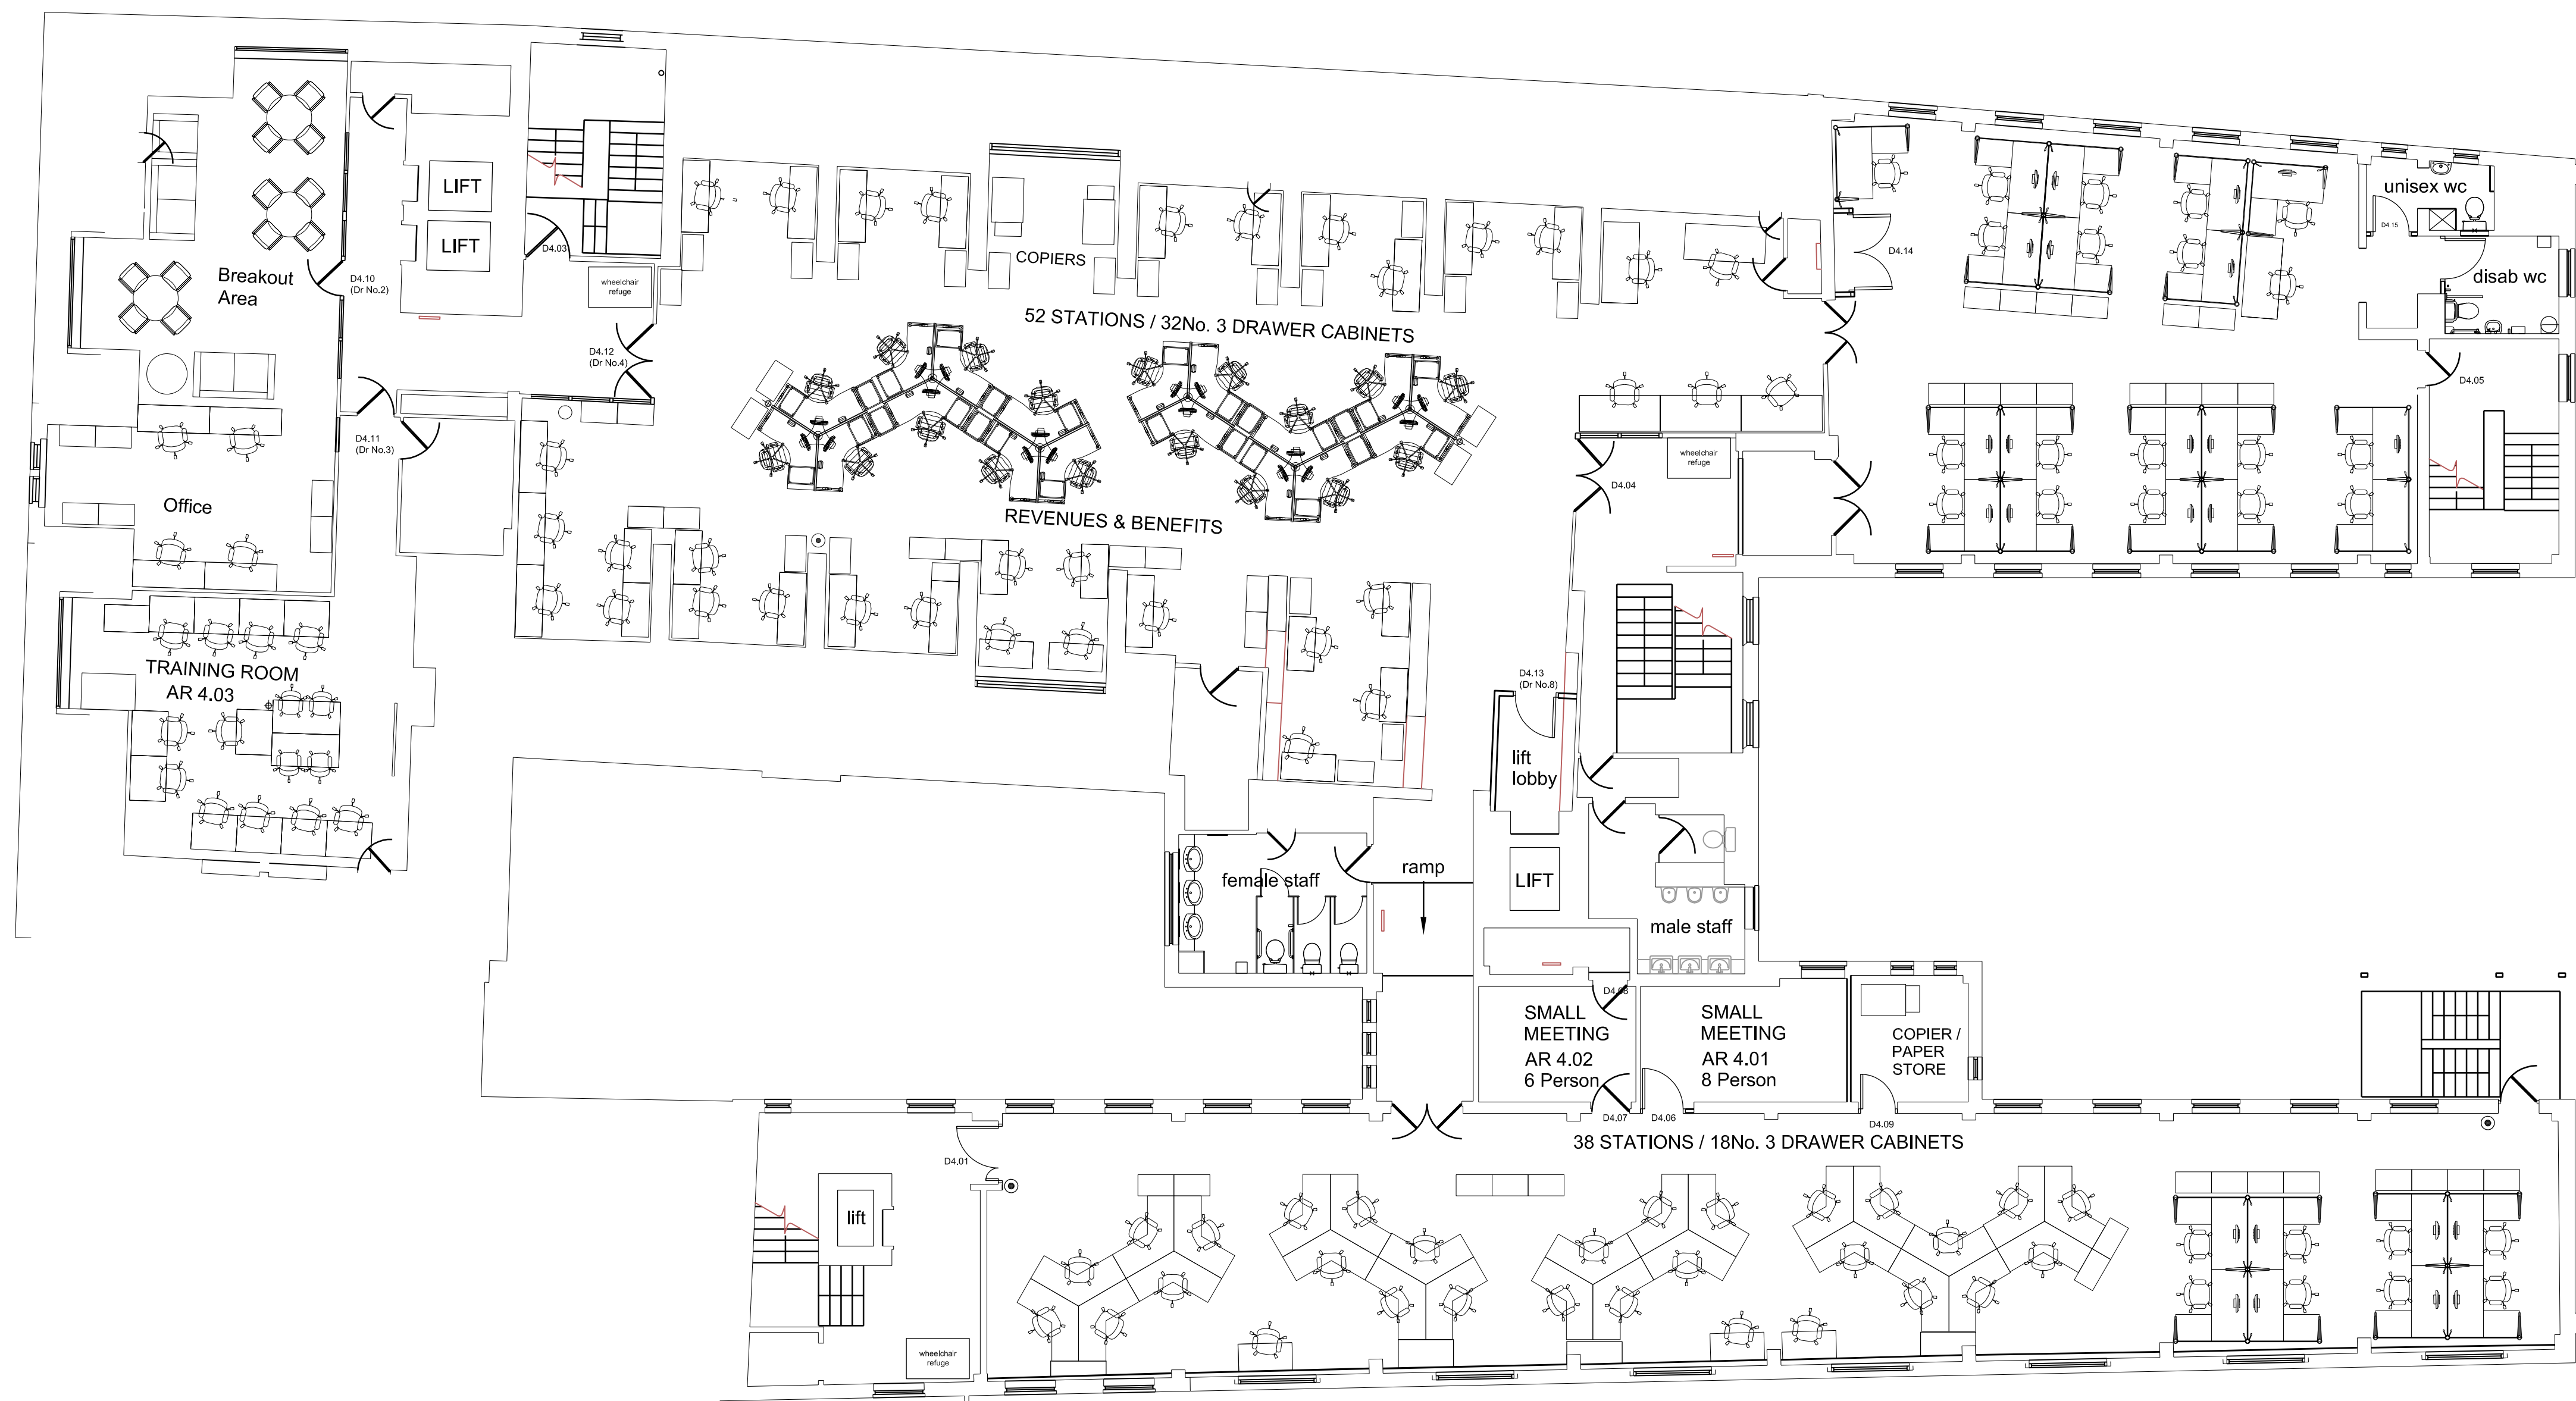 unisex wc
D4.15
disab wc
D4.14
LIFT
LIFT
D4.03
Breakout
Area
D4.10
(Dr No.2)
wheelchair
refuge
COPIERS
52 STATIONS / 32No. 3 DRAWER CABINETS
D4.12
(Dr No.4)
D4.05
D4.11
(Dr No.3)
wheelchair
refuge
D4.04
Office
REVENUES & BENEFITS
TRAINING ROOM
AR 4.03
D4.13
(Dr No.8)
lift
lobby
ramp
female staff
LIFT
male staff
D4.08
SMALL
MEETING
AR 4.02
6 Person
SMALL
MEETING
AR 4.01
8 Person
COPIER /
PAPER
STORE
D4.07
D4.06
D4.09
38 STATIONS / 18No. 3 DRAWER CABINETS
D4.01
lift
wheelchair
refuge